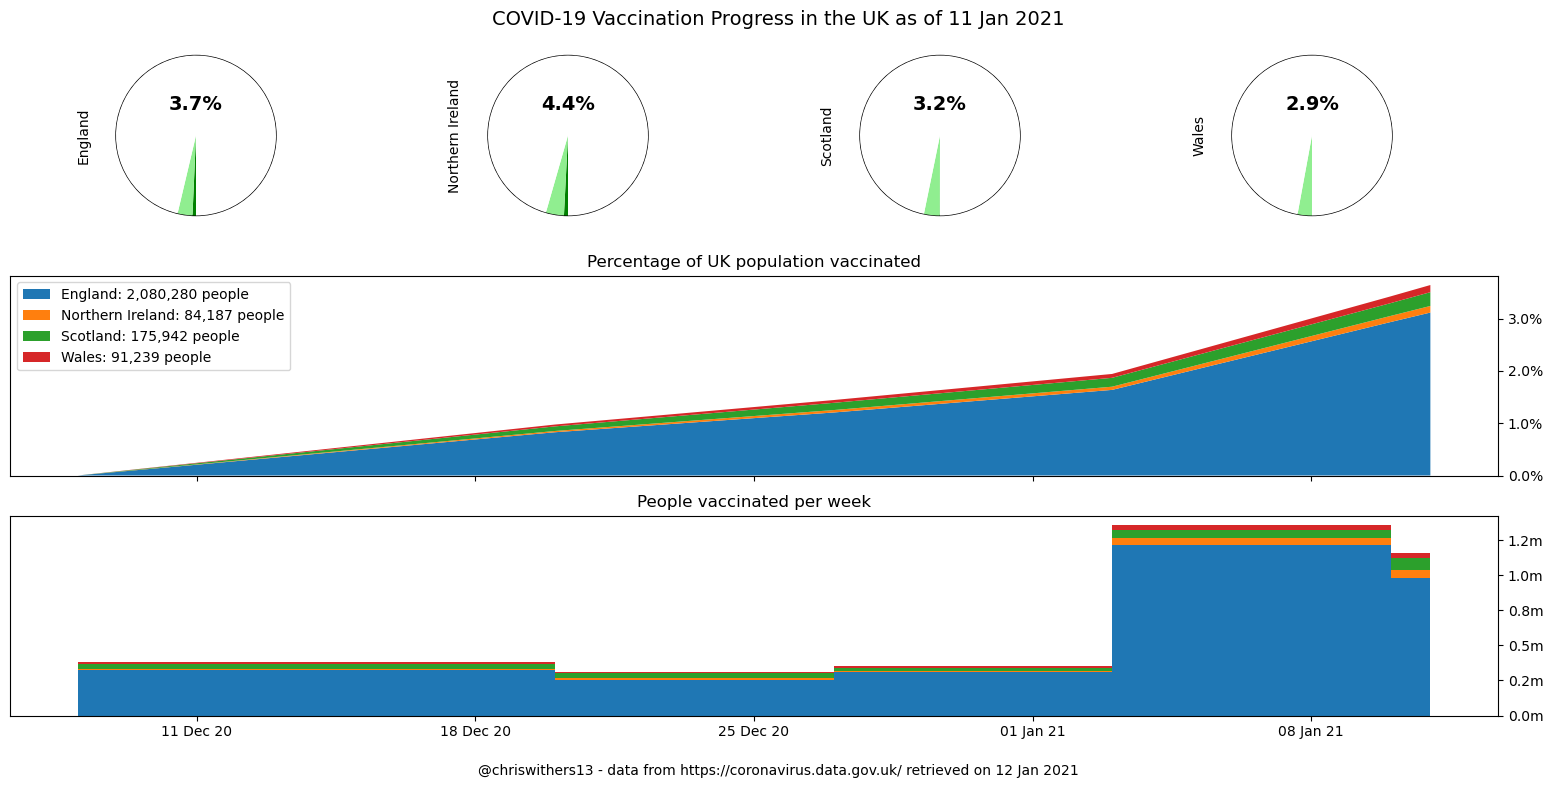 COVID-19 Vaccination Progress in the UK as of 11 Jan 2021
England
3.7%
Northern Ireland
4.4%
Scotland
3.2%
Wales
2.9%
Percentage of UK population vaccinated
England: 2,080,280 people
Northern Ireland: 84,187 people
Scotland: 175,942 people
Wales: 91,239 people
3.0%
2.0%
1.0%
0.0%
People vaccinated per week
1.2m
1.0m
0.8m
0.5m
0.2m
0.0m
11 Dec 20
18 Dec 20
25 Dec 20
01 Jan 21
08 Jan 21
@chriswithers13 - data from https://coronavirus.data.gov.uk/ retrieved on 12 Jan 2021